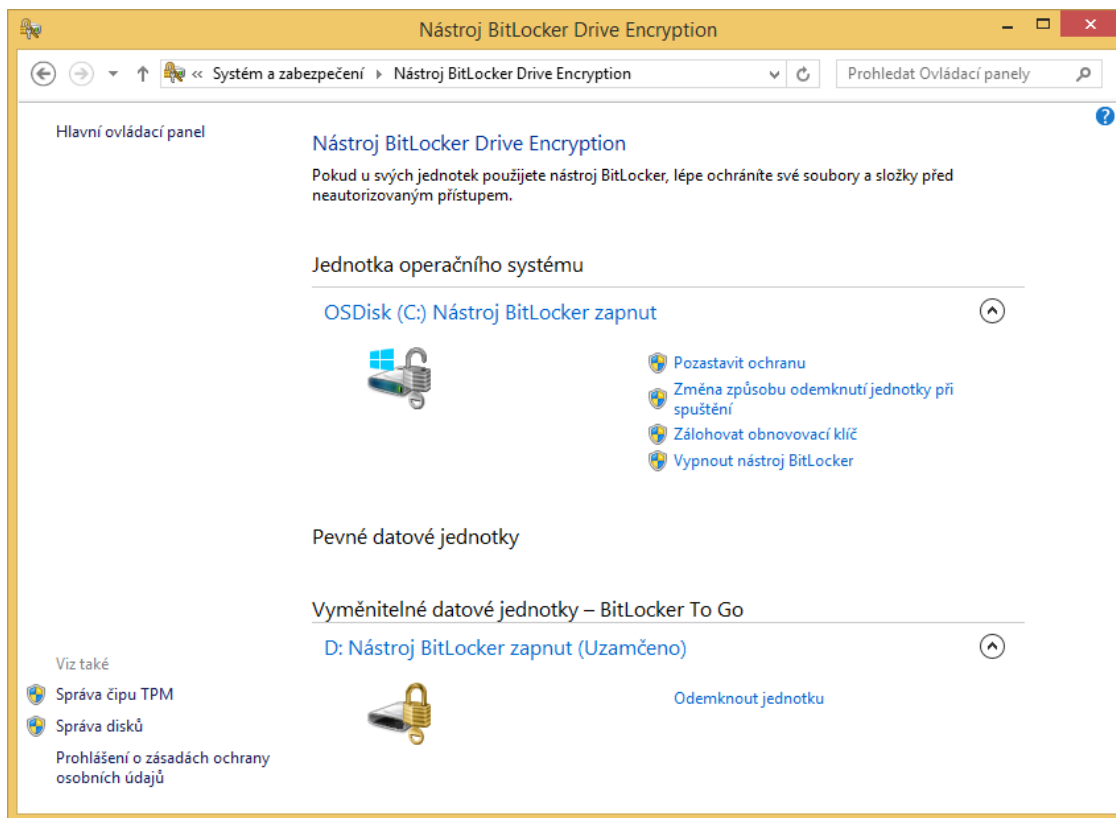 Nástroj BitLocker Drive Encryption
« Systém a zabezpečení Nástroj BitLocker Drive Encryption
Prohledat Ovládací panely
Hlavní ovládací panel
Nástroj BitLocker Drive Encryption
Pokud u svých jednotek použijete nástroj BitLocker, lépe ochráníte své soubory a složky před
neautorizovaným přístupem.
Jednotka operačního systému
OSDisk (C:) Nástroj BitLocker zapnut
Pozastavit ochranu
Změna způsobu odemknutí jednotky při
spuštění
Zálohovat obnovovací klíč
Vypnout nástroj BitLocker
Pevné datové jednotky
Vyměnitelné datové jednotky – BitLocker To Go
D: Nástroj BitLocker zapnut (Uzamčeno)
Odemknout jednotku
Viz také
Správa čipu TPM
Správa disků
Prohlášení o zásadách ochrany
osobních údajů